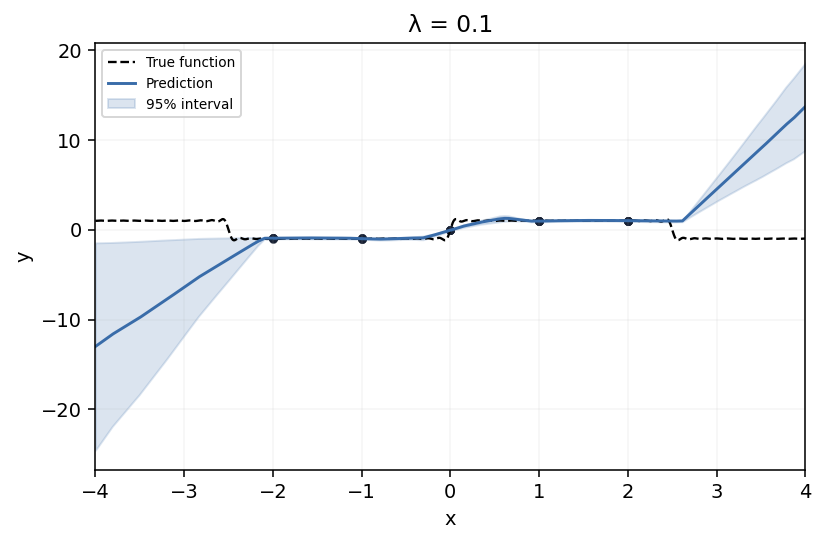 λ = 0.1
True function
Prediction
95% interval
20
10
0
−10
−20
y
−4
−3
−2
−1
0
1
2
3
4
x